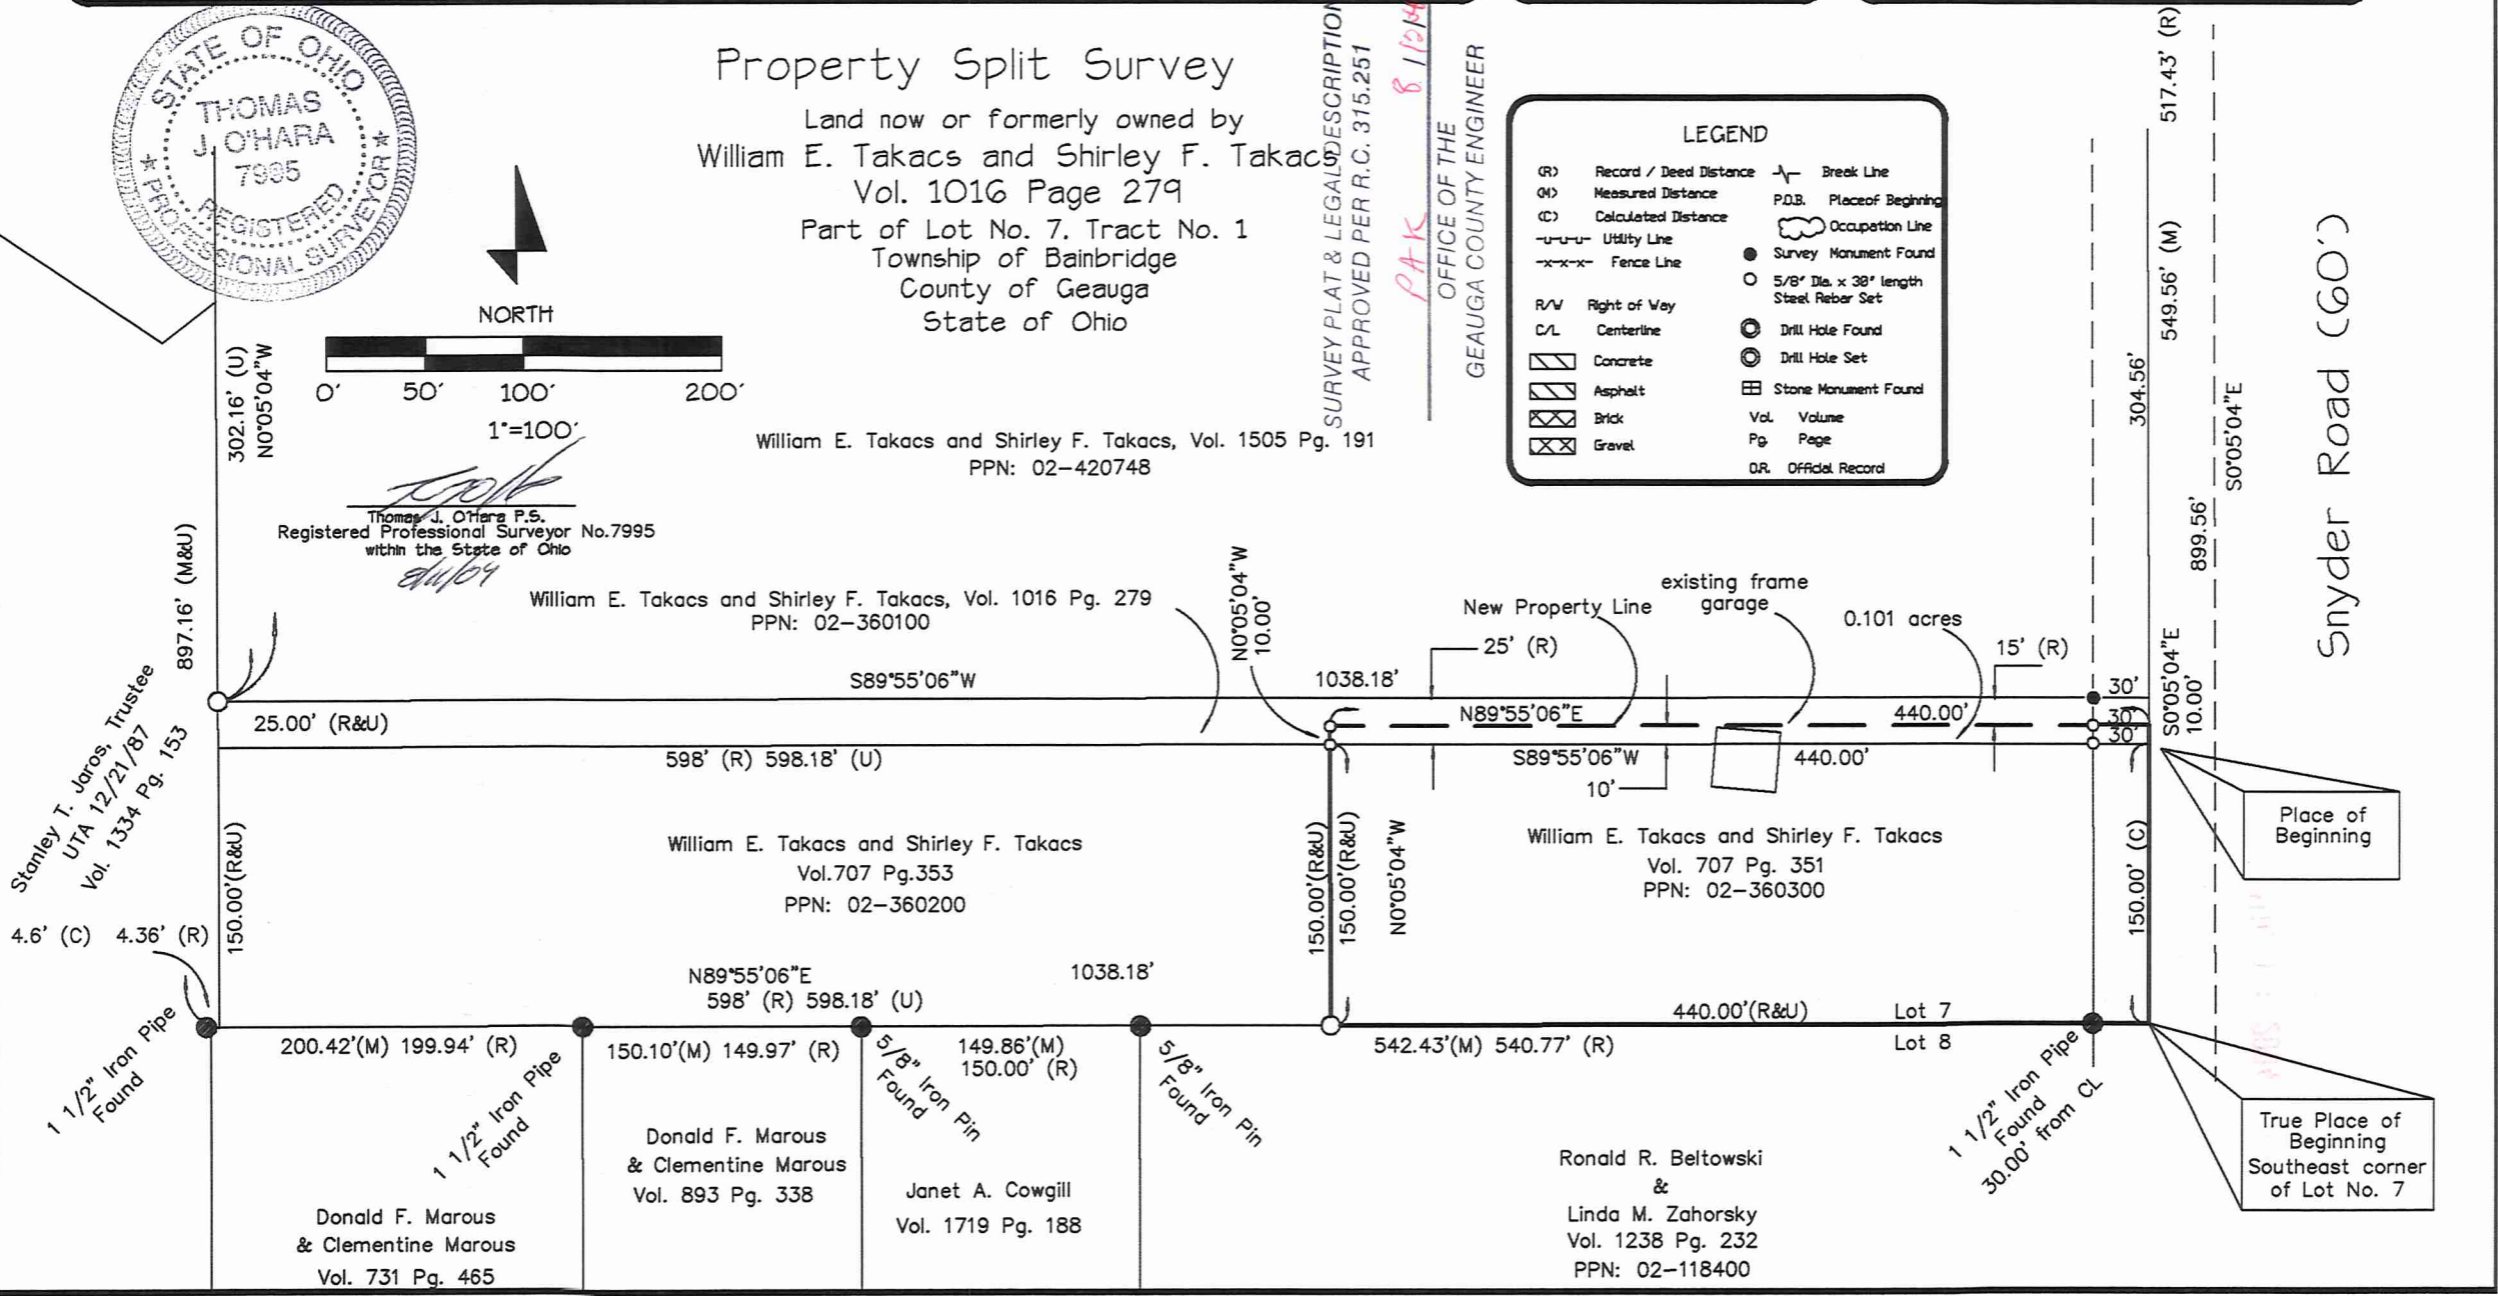 STATE OF OHIO
THOMAS
J. O'HARA
7995
REGISTERED
PROFESSIONAL SURVEYOR
Property Split Survey
Land now or formerly owned by
William E. Takacs and Shirley F. Takacs
Vol. 1016 Page 279
Part of Lot No. 7. Tract No. 1
Township of Bainbridge
County of Geauga
State of Ohio
NORTH
0' 50' 100' 200'
1"=100'
Thomas J. O'Hara P.S.
Registered Professional Surveyor No.7995
within the State of Ohio
SURVEY PLAT & LEGAL DESCRIPTION
APPROVED PER R.C. 315.251
PAK
OFFICE OF THE
GEAUGA COUNTY ENGINEER
LEGEND
(R) Record / Deed Distance
(M) Measured Distance
(C) Calculated Distance
-u-u-u- Utility Line
-x-x-x- Fence Line
R/W Right of Way
C/L Centerline
Concrete
Asphalt
Brick
Gravel
Break Line
P.O.B. Placeof Beginning
Occupation Line
Survey Monument Found
5/8" Dia. x 30" length
Steel Rebar Set
Drill Hole Found
Drill Hole Set
Stone Monument Found
Vol. Volume
Pg. Page
O.R. Official Record
517.43' (R)
549.56' (M)
304.56'
S0°05'04"E
899.56'
Snyder Road (60')
302.16' (U)
N0°05'04"W
897.16' (M&U)
William E. Takacs and Shirley F. Takacs, Vol. 1505 Pg. 191
PPN: 02-420748
William E. Takacs and Shirley F. Takacs, Vol. 1016 Pg. 279
PPN: 02-360100
N0°05'04"W
10.00'
New Property Line
existing frame
garage
0.101 acres
25' (R)
15' (R)
S0°05'04"E
10.00'
S89°55'06"W
1038.18'
30'
25.00' (R&U)
N89°55'06"E
440.00'
30'
30'
598' (R) 598.18' (U)
S89°55'06"W
440.00'
10'
Stanley T. Jaros, Trustee
UTA 12/21/87
Vol. 1334 Pg. 153
150.00'(R&U)
William E. Takacs and Shirley F. Takacs
Vol.707 Pg.353
PPN: 02-360200
150.00'(R&U)
150.00'(R&U)
N0°05'04"W
William E. Takacs and Shirley F. Takacs
Vol. 707 Pg. 351
PPN: 02-360300
150.00' (C)
Place of
Beginning
4.6' (C) 4.36' (R)
N89°55'06"E
1038.18'
598' (R) 598.18' (U)
440.00'(R&U)
Lot 7
Lot 8
200.42'(M) 199.94' (R)
150.10'(M) 149.97' (R)
149.86'(M)
150.00' (R)
542.43'(M) 540.77' (R)
1 1/2" Iron Pipe
Found
1 1/2" Iron Pipe
Found
5/8" Iron Pin
Found
5/8" Iron Pin
Found
1 1/2" Iron Pipe
Found
30.00' from CL
True Place of
Beginning
Southeast corner
of Lot No. 7
Donald F. Marous
& Clementine Marous
Vol. 731 Pg. 465
Donald F. Marous
& Clementine Marous
Vol. 893 Pg. 338
Janet A. Cowgill
Vol. 1719 Pg. 188
Ronald R. Beltowski
&
Linda M. Zahorsky
Vol. 1238 Pg. 232
PPN: 02-118400